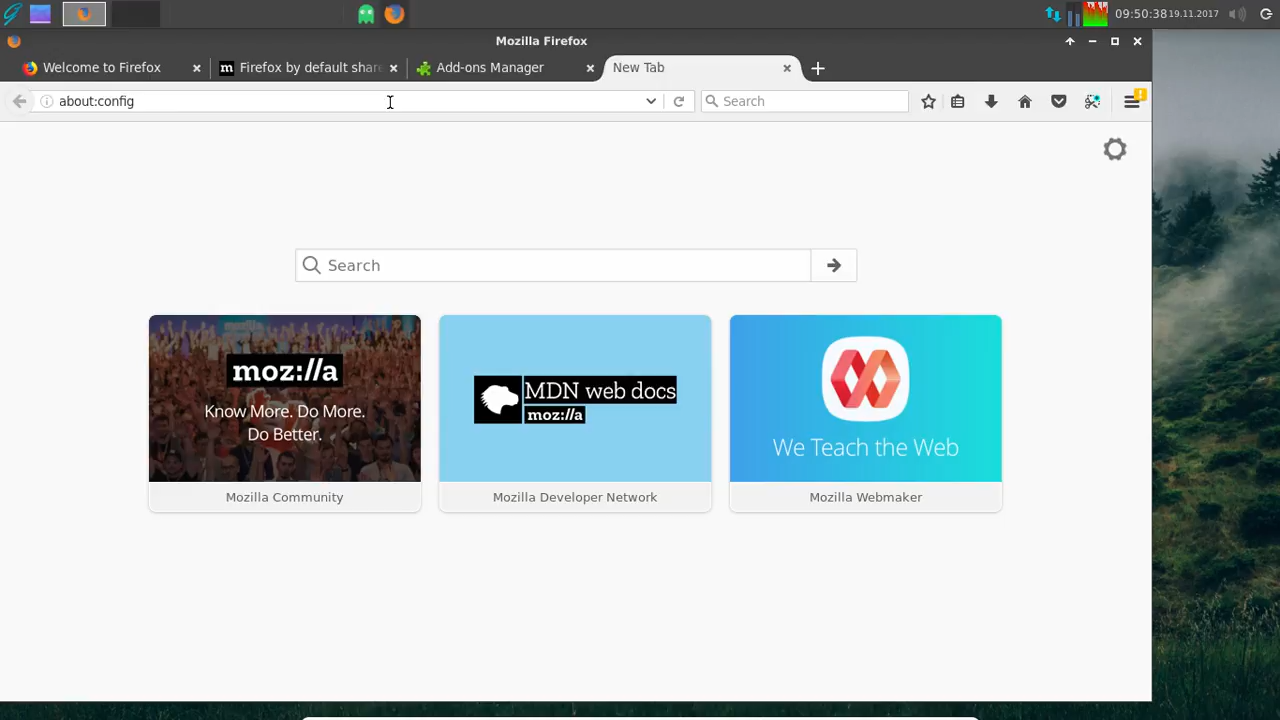 09:50:38 19.11.2017
Mozilla Firefox
Welcome to Firefox
Firefox by default share
Add-ons Manager
New Tab
about:config
Search
Search
moz://a
Know More. Do More.
Do Better.
Mozilla Community
MDN web docs
moz://a
Mozilla Developer Network
We Teach the Web
Mozilla Webmaker